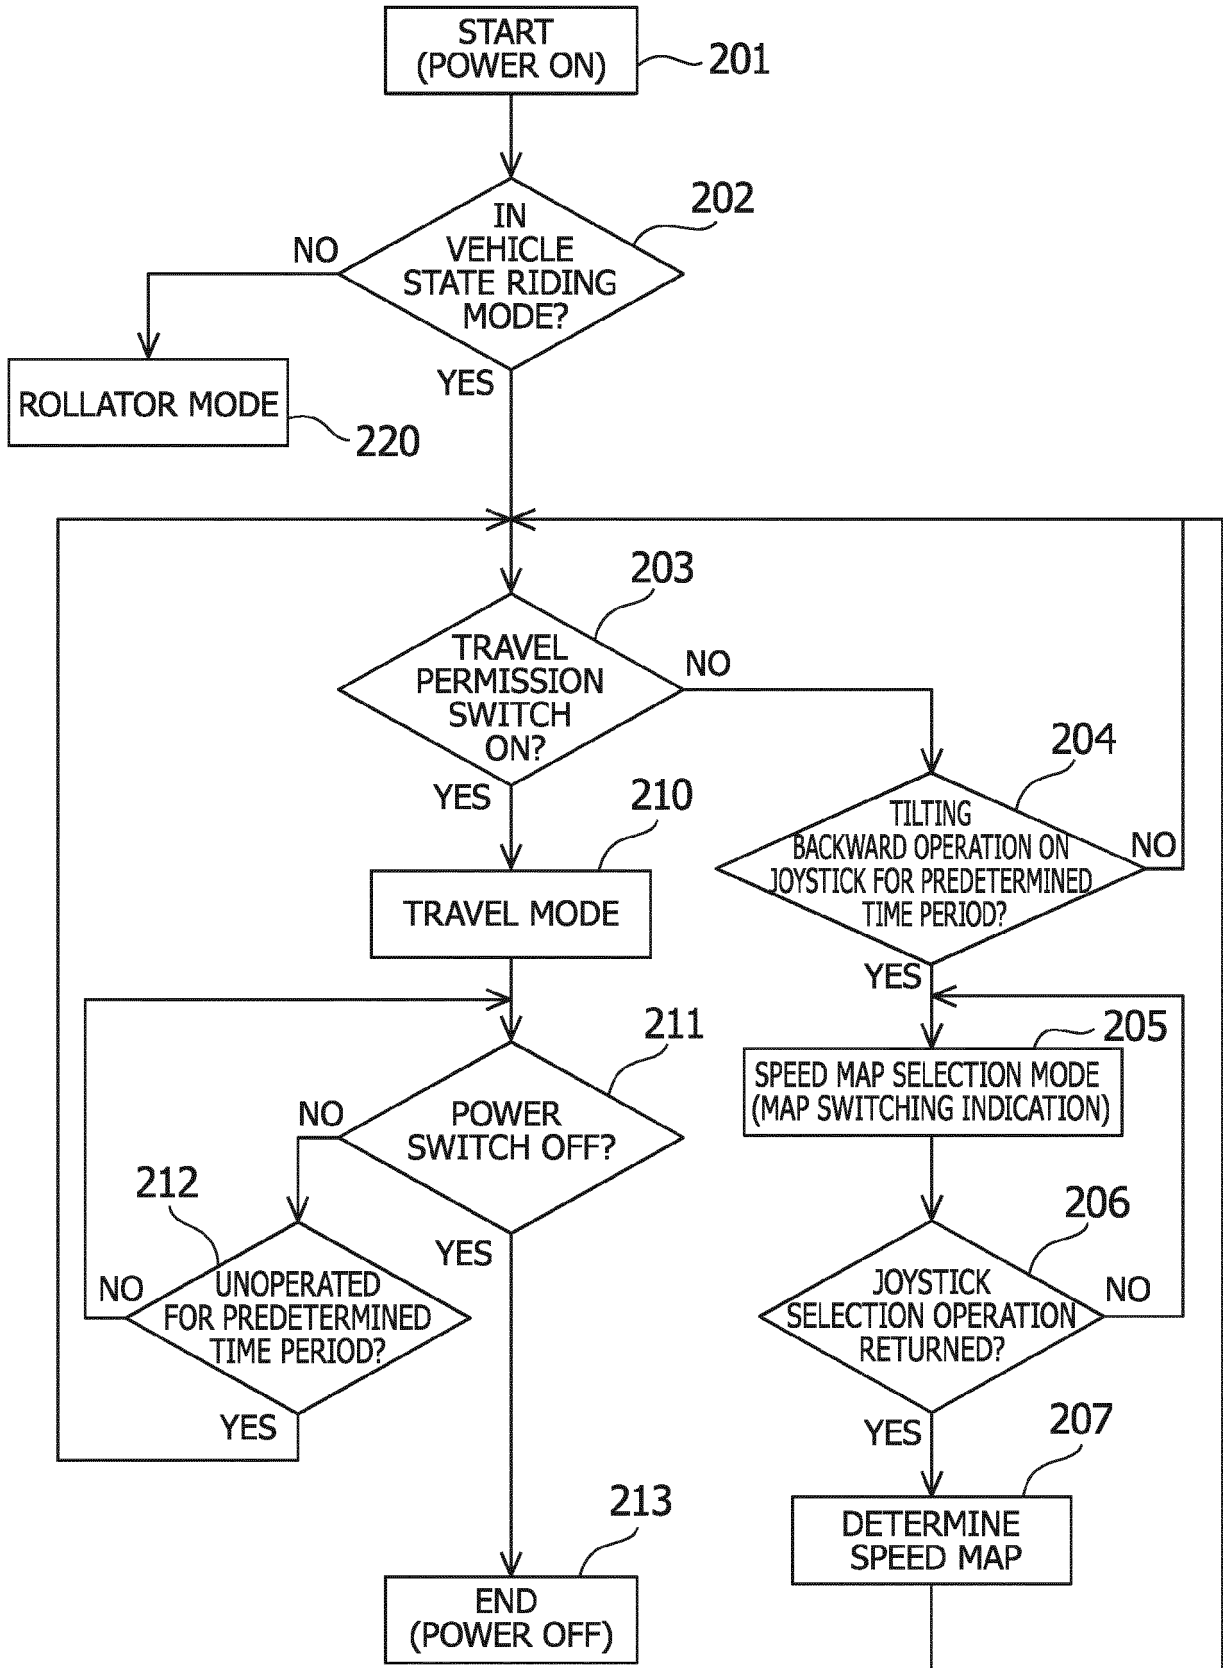 START
(POWER ON)
201
IN
VEHICLE
STATE RIDING
MODE?
202
NO
YES
ROLLATOR MODE
220
203
TRAVEL
PERMISSION
SWITCH
ON?
NO
YES
204
TILTING
BACKWARD OPERATION ON
JOYSTICK FOR PREDETERMINED
TIME PERIOD?
NO
YES
210
TRAVEL MODE
205
SPEED MAP SELECTION MODE
(MAP SWITCHING INDICATION)
211
POWER
SWITCH OFF?
NO
YES
212
UNOPERATED
FOR PREDETERMINED
TIME PERIOD?
NO
YES
206
JOYSTICK
SELECTION OPERATION
RETURNED?
NO
YES
207
DETERMINE
SPEED MAP
213
END
(POWER OFF)